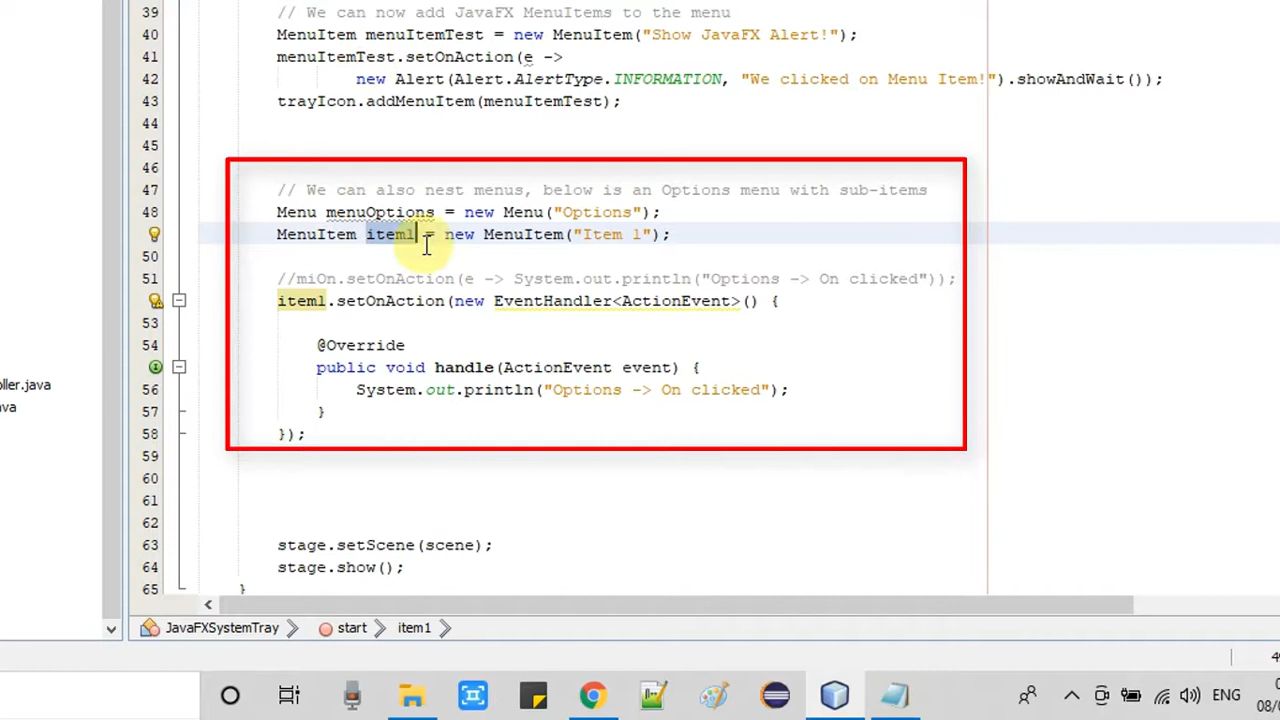 39 // We can now add JavaFX MenuItems to the menu
40 MenuItem menuItemTest = new MenuItem("Show JavaFX Alert!");
41 menuItemTest.setOnAction(e ->
42 new Alert(Alert.AlertType.INFORMATION, "We clicked on Menu Item!").showAndWait());
43 trayIcon.addMenuItem(menuItemTest);
44
45
46
47 // We can also nest menus, below is an Options menu with sub-items
48 Menu menuOptions = new Menu("Options");
MenuItem item1 = new MenuItem("Item 1");
50
51 //miOn.setOnAction(e -> System.out.println("Options -> On clicked"));
item1.setOnAction(new EventHandler<ActionEvent>() {
53
54 @Override
public void handle(ActionEvent event) {
56 System.out.println("Options -> On clicked");
57 }
58 });
59
60
61
62
63 stage.setScene(scene);
64 stage.show();
65 }
oller.java
ava
JavaFXSystemTray start item1
ENG
08/